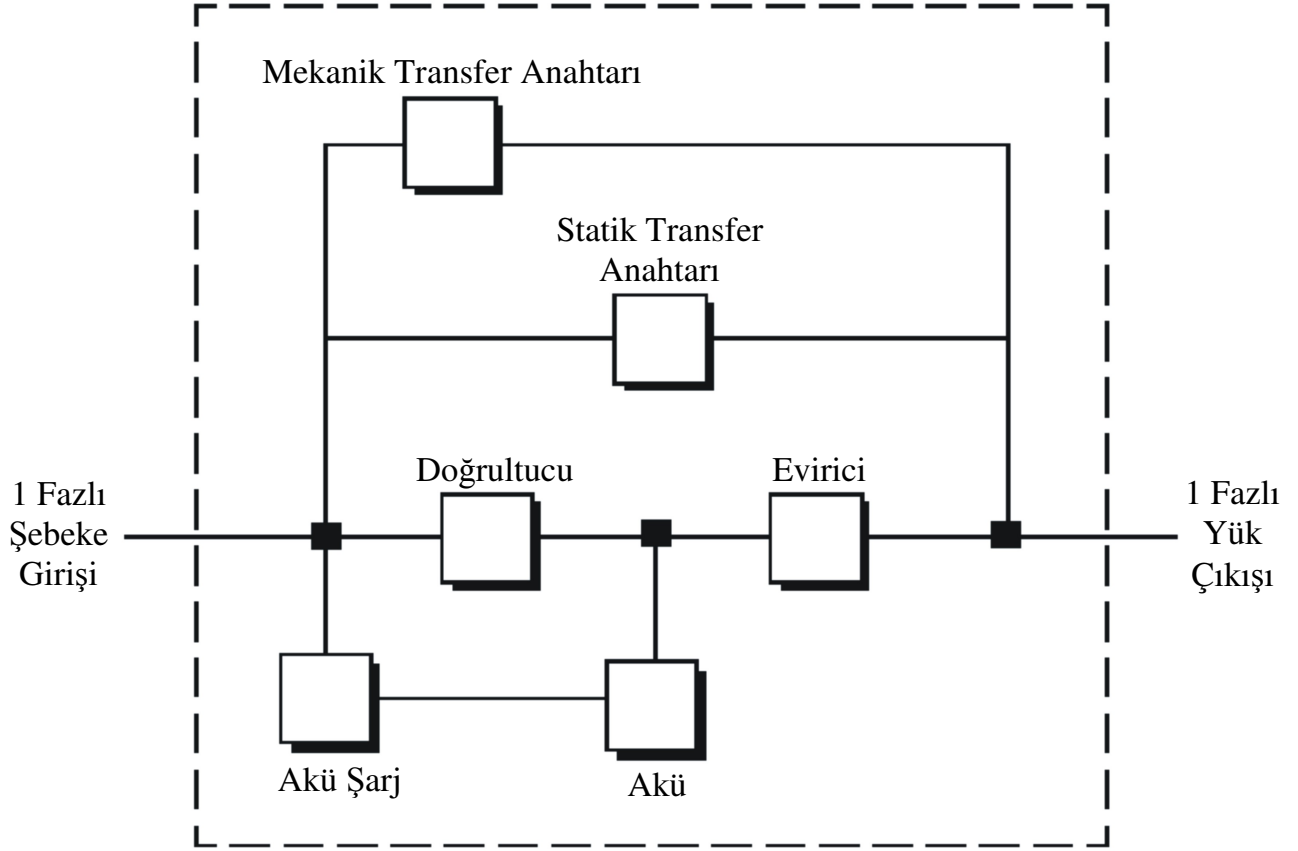 Mekanik Transfer Anahtarı
Statik Transfer
Anahtarı
Doğrultucu
Evirici
1 Fazlı
Şebeke
Girişi
1 Fazlı
Yük
Çıkışı
Akü Şarj
Akü